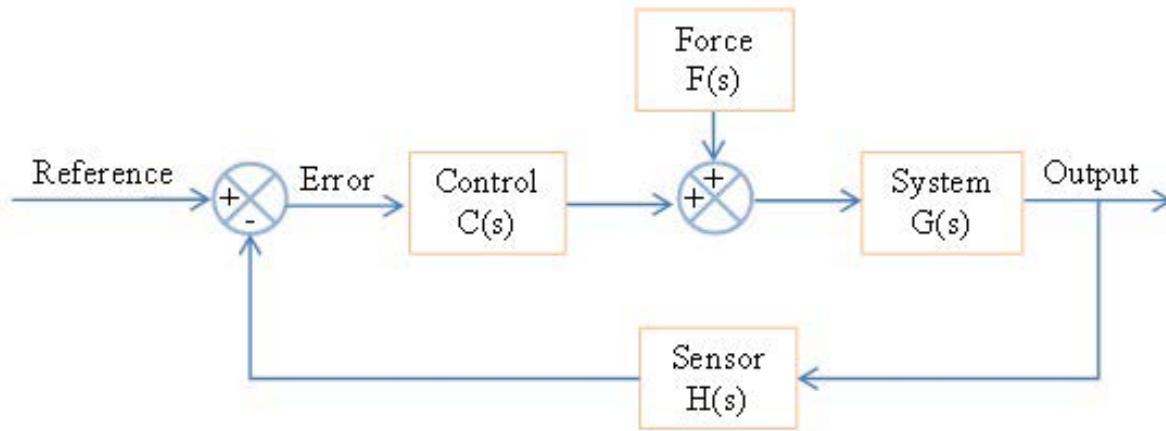 Force
F(s)
Reference
+
-
Error
Control
C(s)
+
+
System
G(s)
Output
Sensor
H(s)